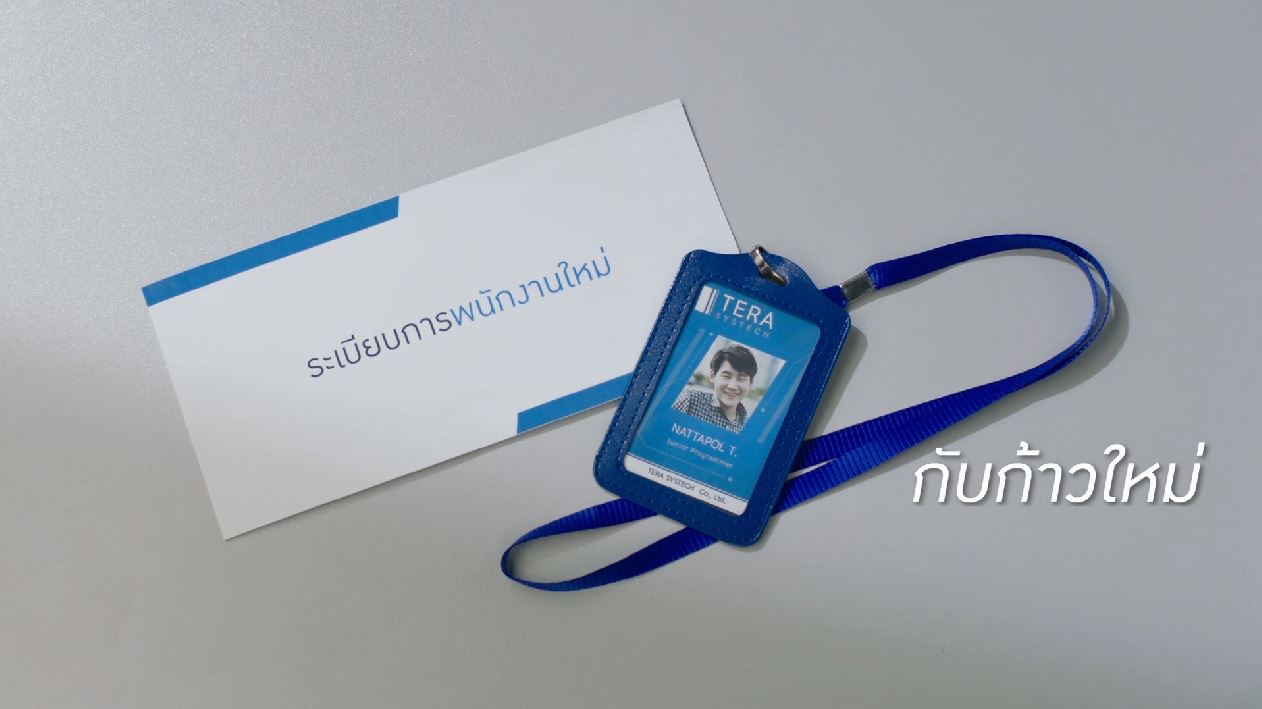 ระเบียบการพนักงานใหม่
TERA
SYSTECH
NATTAPOL T.
Junior Programmer
TERA SYSTECH Co., Ltd.
กับก้าวใหม่